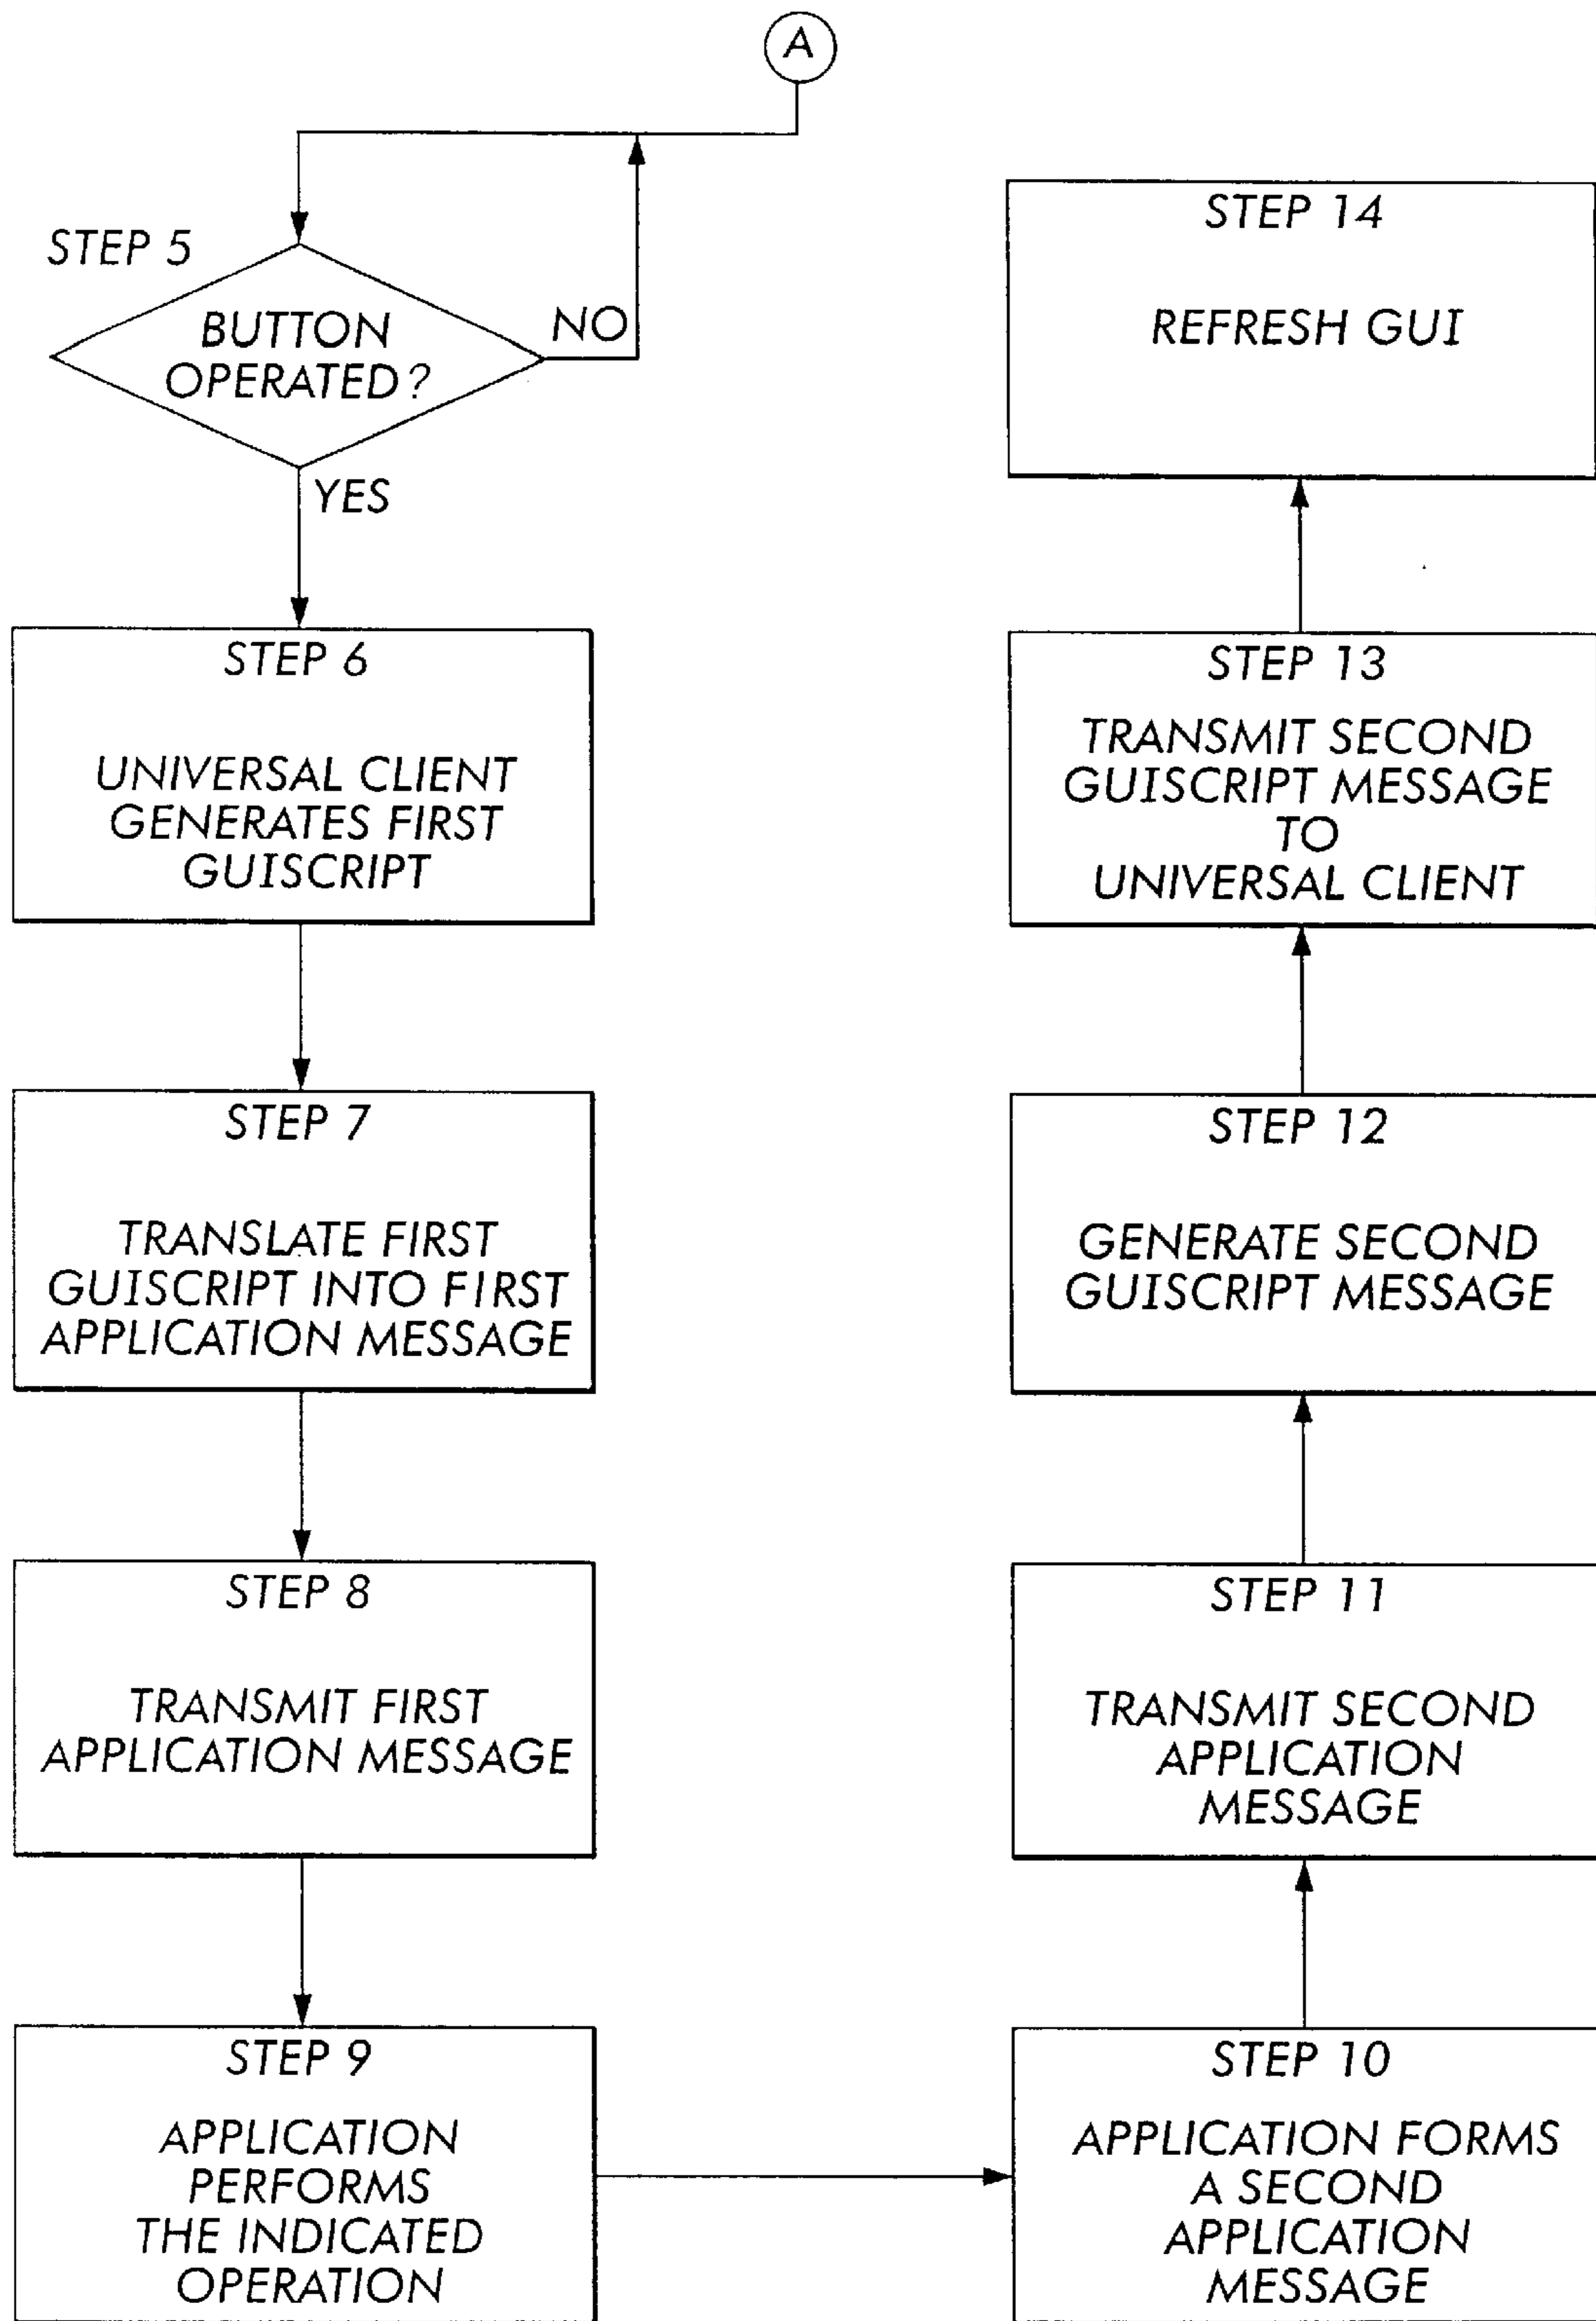 A
STEP 5
BUTTON
OPERATED?
NO
YES
STEP 6
UNIVERSAL CLIENT
GENERATES FIRST
GUISCRIPT
STEP 7
TRANSLATE FIRST
GUISCRIPT INTO FIRST
APPLICATION MESSAGE
STEP 8
TRANSMIT FIRST
APPLICATION MESSAGE
STEP 9
APPLICATION
PERFORMS
THE INDICATED
OPERATION
STEP 10
APPLICATION FORMS
A SECOND
APPLICATION
MESSAGE
STEP 11
TRANSMIT SECOND
APPLICATION
MESSAGE
STEP 12
GENERATE SECOND
GUISCRIPT MESSAGE
STEP 13
TRANSMIT SECOND
GUISCRIPT MESSAGE
TO
UNIVERSAL CLIENT
STEP 14
REFRESH GUI